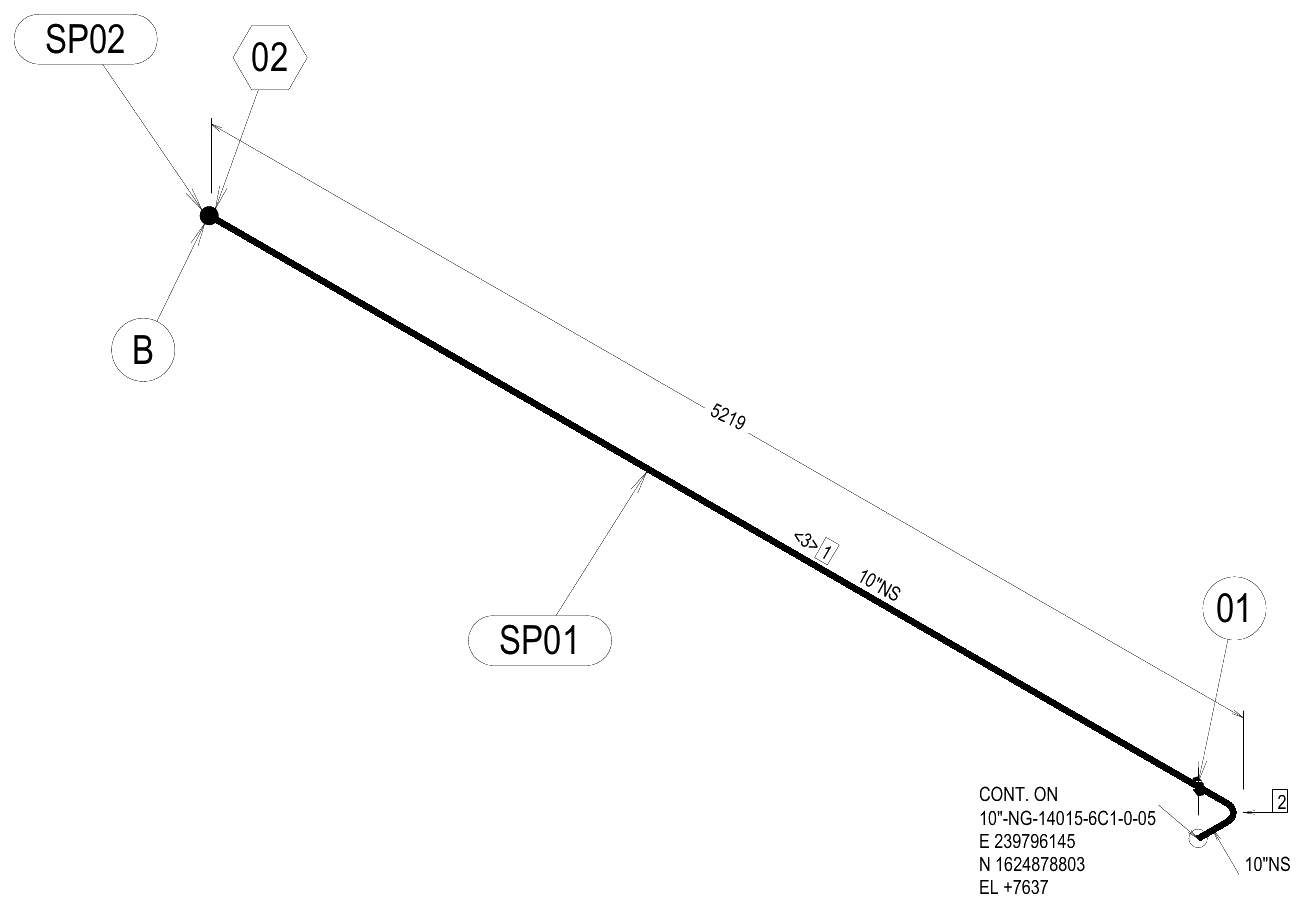 SP02
02
B
5219
<3> 1
10"NS
SP01
01
CONT. ON
10"-NG-14015-6C1-0-05
E 239796145
N 1624878803
EL +7637
2
10"NS